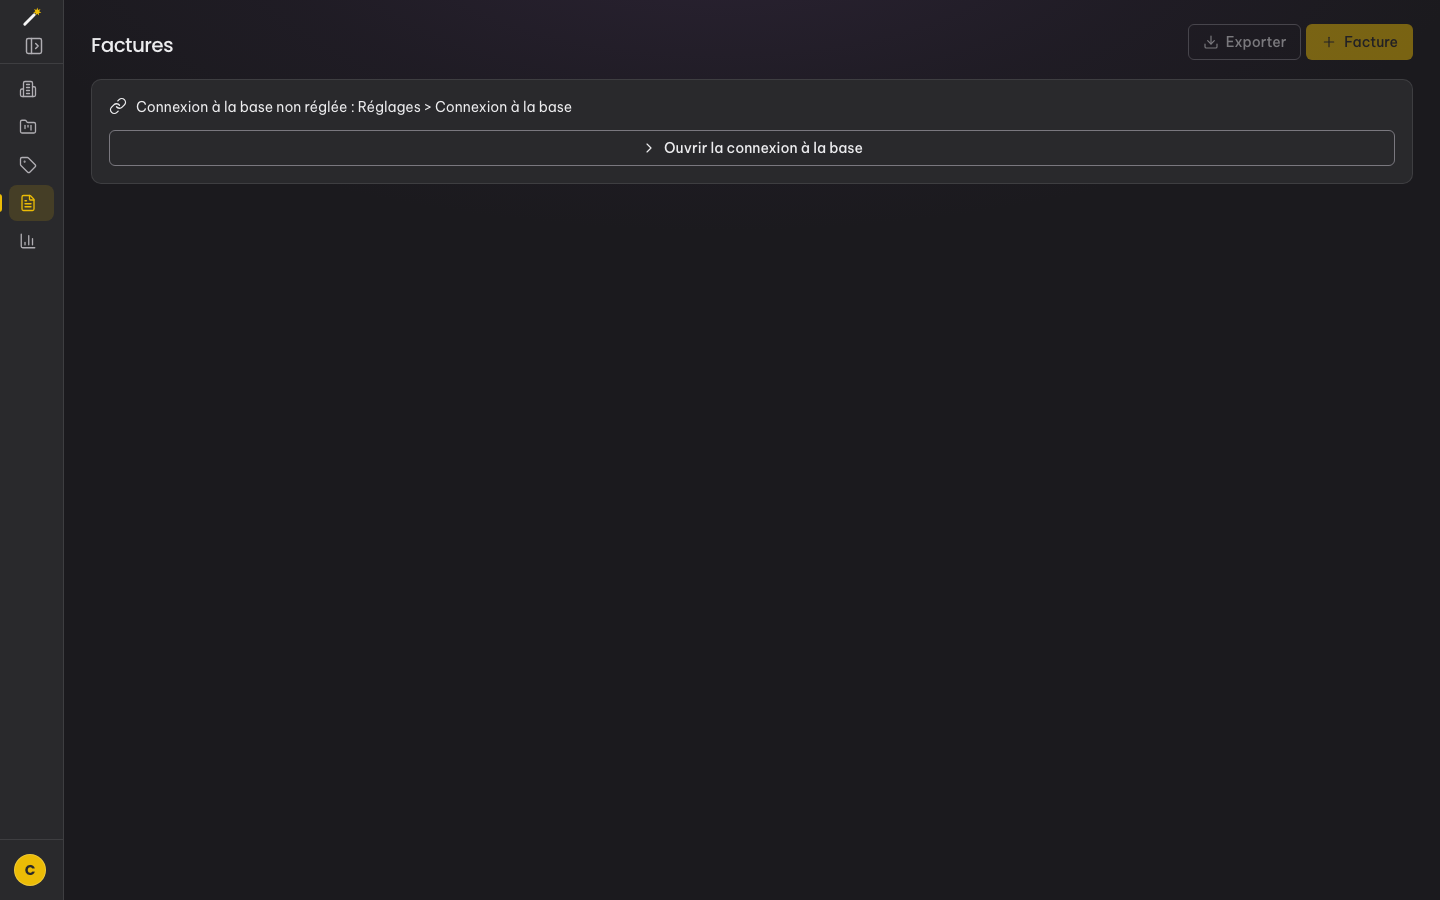 Factures
Exporter
Facture
Connexion à la base non réglée : Réglages > Connexion à la base
Ouvrir la connexion à la base
C